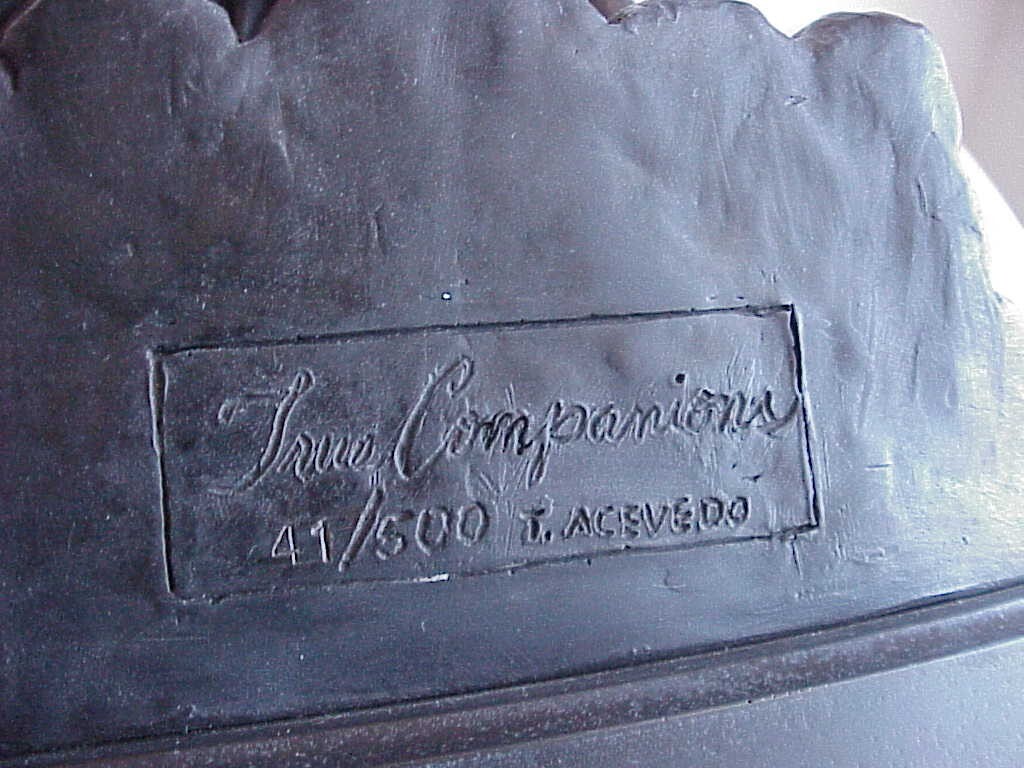 True Companions
41/500 T. ACEVEDO